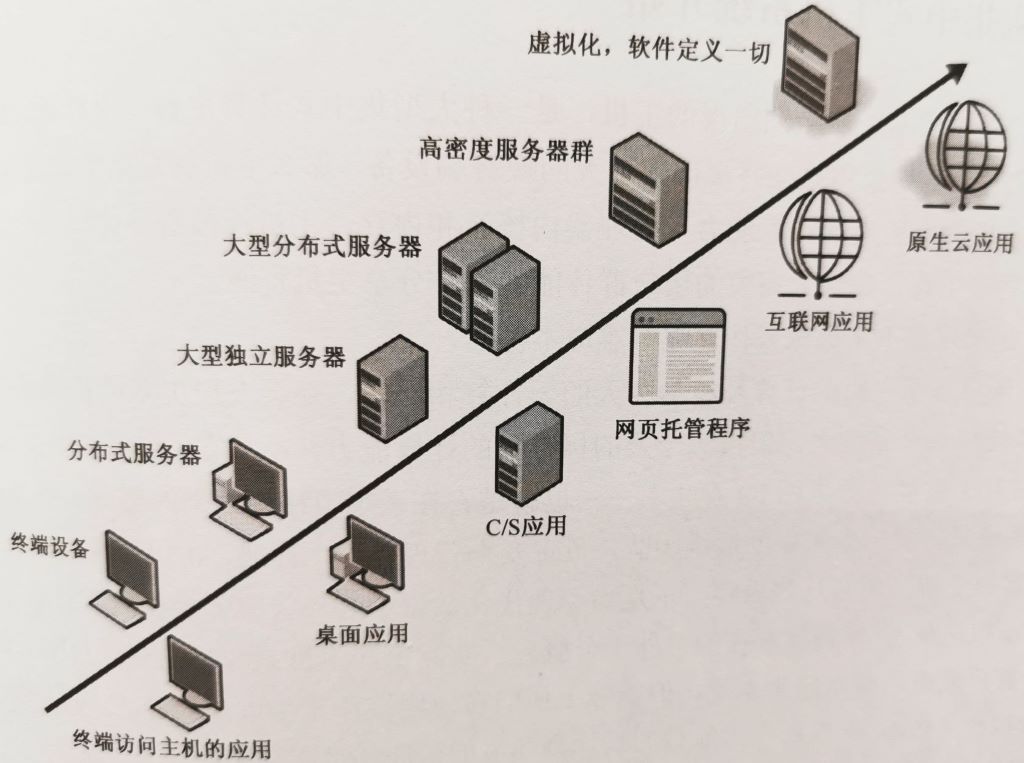 虚拟化，软件定义一切
高密度服务器群
大型分布式服务器
原生云应用
互联网应用
大型独立服务器
网页托管程序
分布式服务器
C/S应用
终端设备
桌面应用
终端访问主机的应用